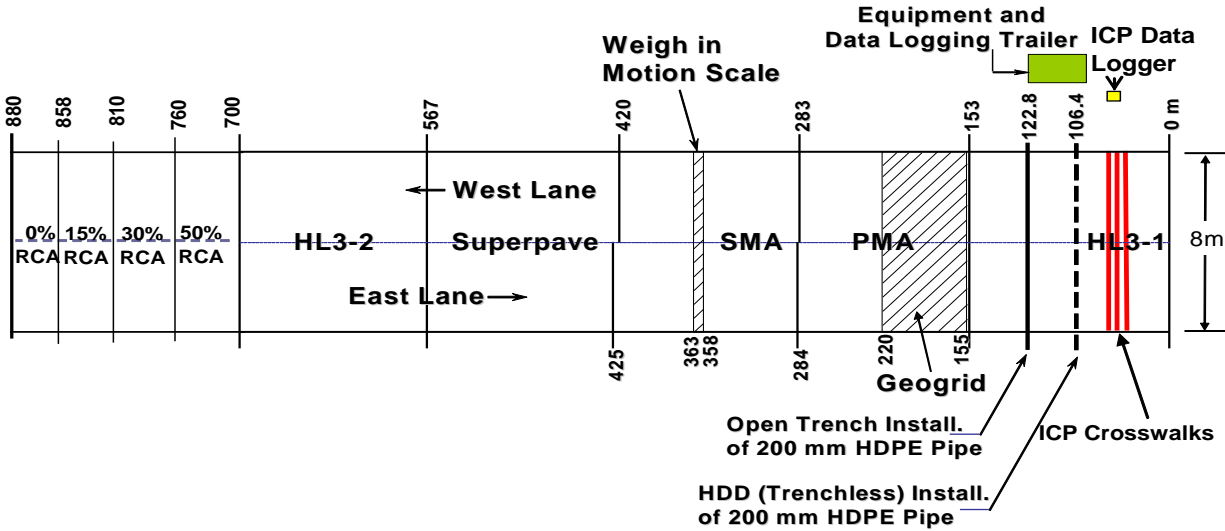 Equipment and
Data Logging Trailer
ICP Data
Logger
Weigh in
Motion Scale
880
858
810
760
700
567
420
283
153
122.8
106.4
0 m
West Lane
0%
RCA
15%
RCA
30%
RCA
50%
RCA
HL3-2
Superpave
SMA
PMA
HL3-1
8m
East Lane
425
363
358
284
220
155
Geogrid
Open Trench Install.
of 200 mm HDPE Pipe
ICP Crosswalks
HDD (Trenchless) Install.
of 200 mm HDPE Pipe